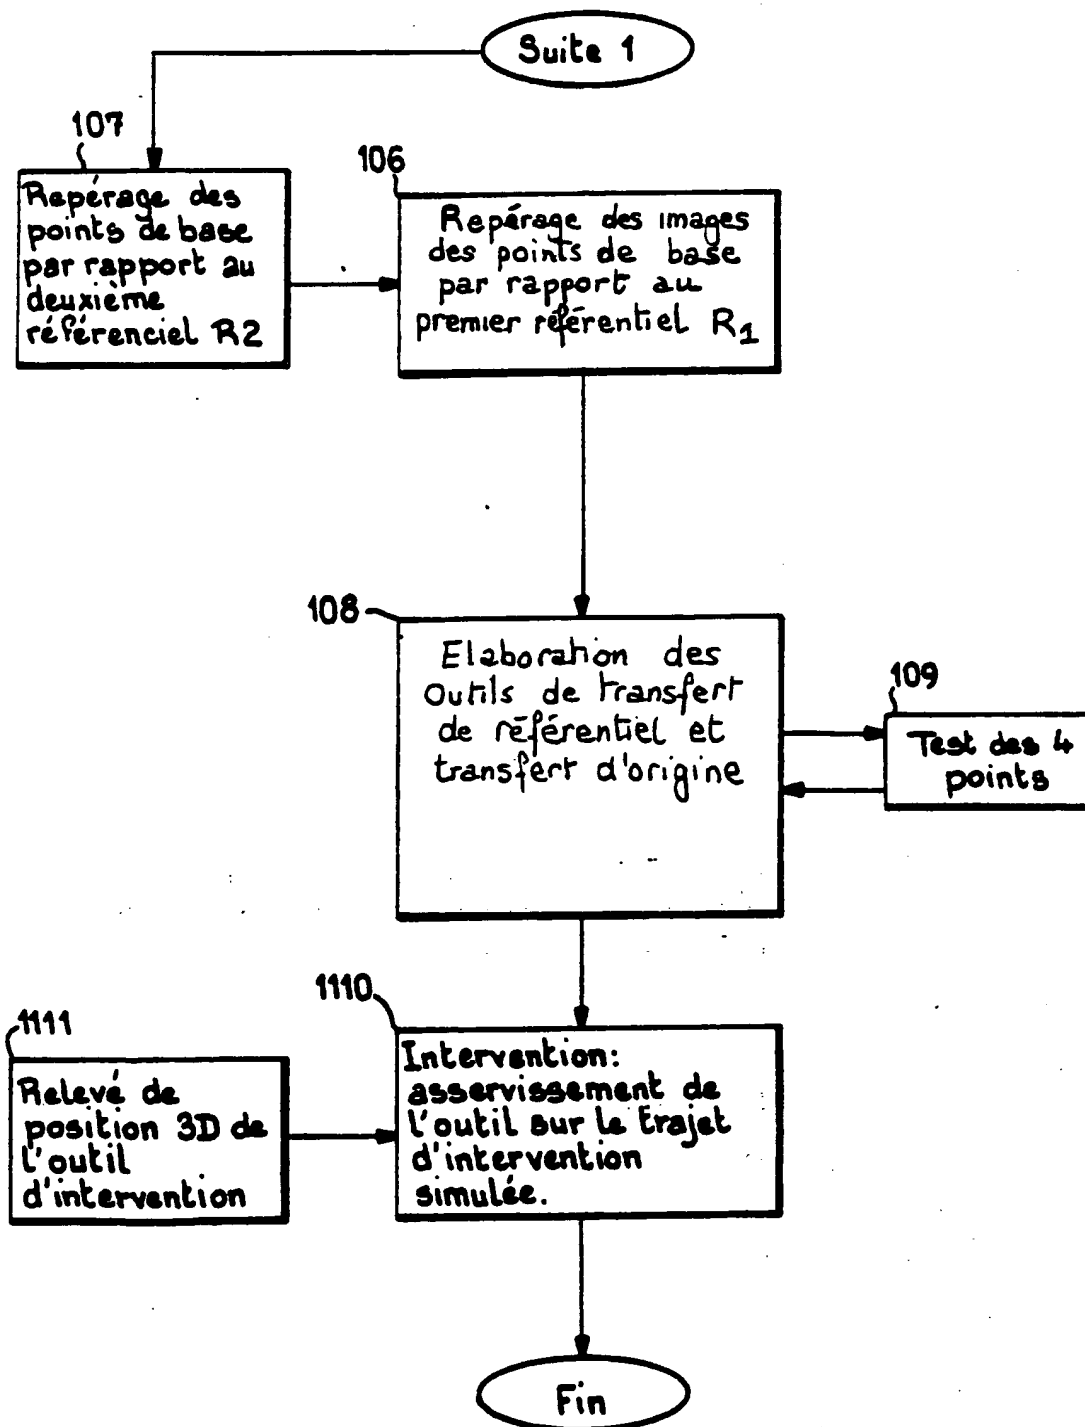 Suite 1
107
Repérage des
points de base
par rapport au
deuxième
référenciel R2
106
Repérage des images
des points de base
par rapport au
premier référentiel R1
108
Elaboration des
outils de transfert
de référentiel et
transfert d'origine
109
Test des 4
points
1110
Intervention:
asservissement de
l'outil sur le trajet
d'intervention
simulée.
1111
Relevé de
position 3D de
l'outil
d'intervention
Fin